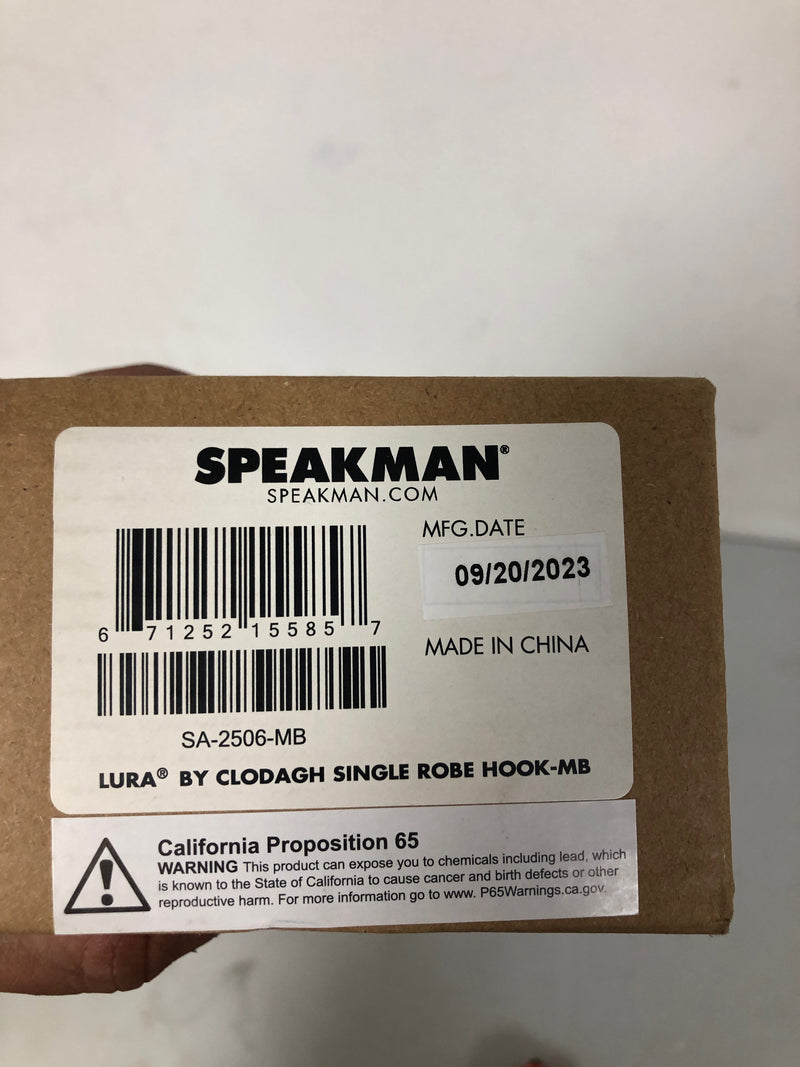 SPEAKMAN®
SPEAKMAN.COM
MFG.DATE
09/20/2023
6 71252 15585 7
MADE IN CHINA
SA-2506-MB
LURA® BY CLODAGH SINGLE ROBE HOOK-MB
California Proposition 65
WARNING This product can expose you to chemicals including lead, which
is known to the State of California to cause cancer and birth defects or other
reproductive harm. For more information go to www. P65Warnings.ca.gov.